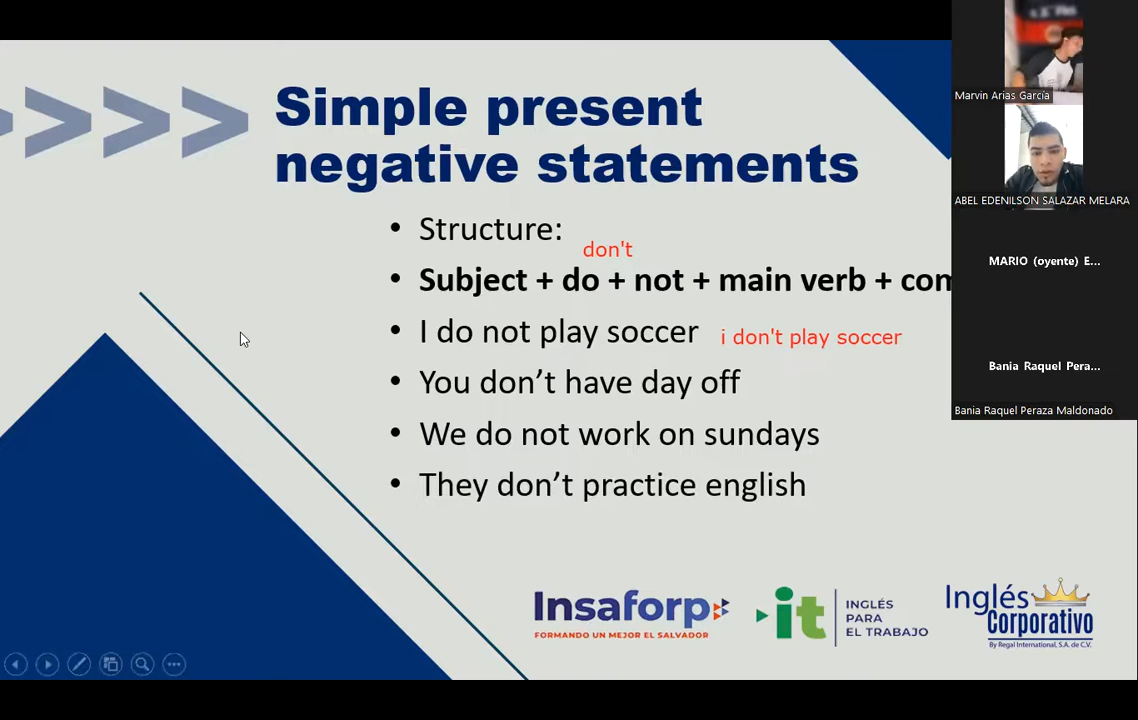 Simple present
negative statements
• Structure:
don't
• Subject + do + not + main verb + com
• I do not play soccer
i don't play soccer
• You don't have day off
• We do not work on sundays
• They don't practice english
Insaforp
FORMANDO UN MEJOR EL SALVADOR
it
INGLÉS
PARA
EL TRABAJO
Inglés
Corporativo
By Regal International, S.A. de C.V.
Marvin Arias García
ABEL EDENILSON SALAZAR MELARA
MARIO (oyente) E...
Bania Raquel Pera...
Bania Raquel Peraza Maldonado